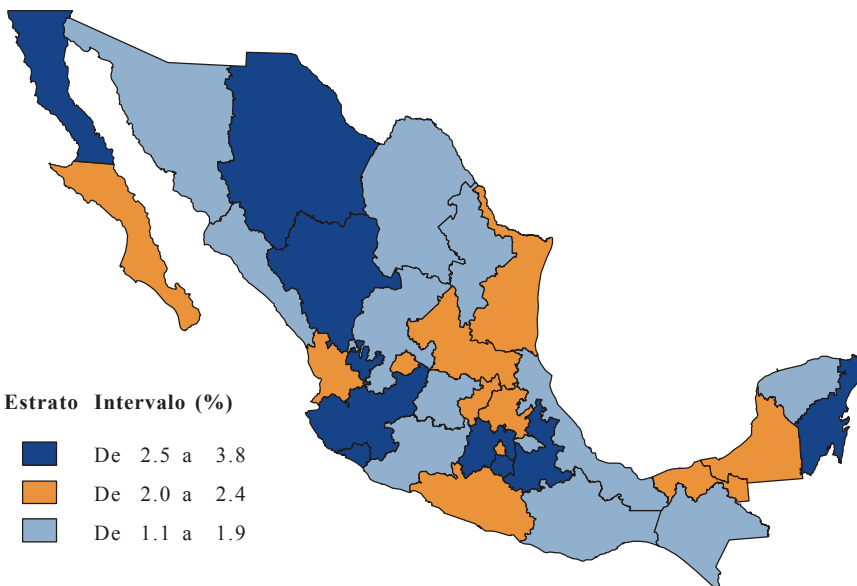 Estrato Intervalo (%)
De 2.5 a 3.8
De 2.0 a 2.4
De 1.1 a 1.9